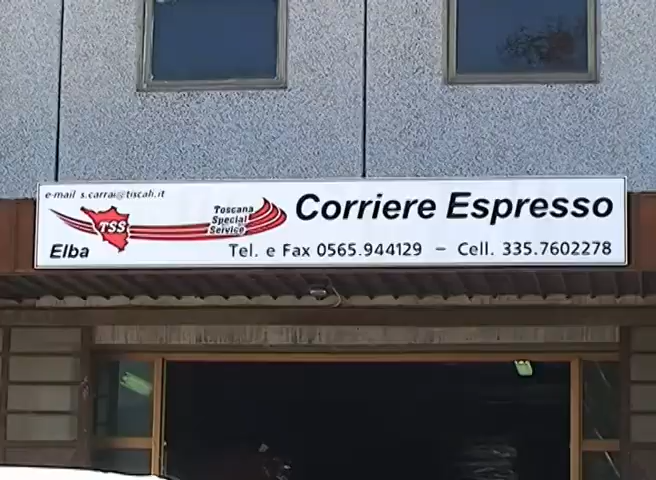 e-mail s.carrai@tiscali.it
TSS
Toscana
Special
Service
Corriere Espresso
Elba
Tel. e Fax 0565.944129 - Cell. 335.7602278